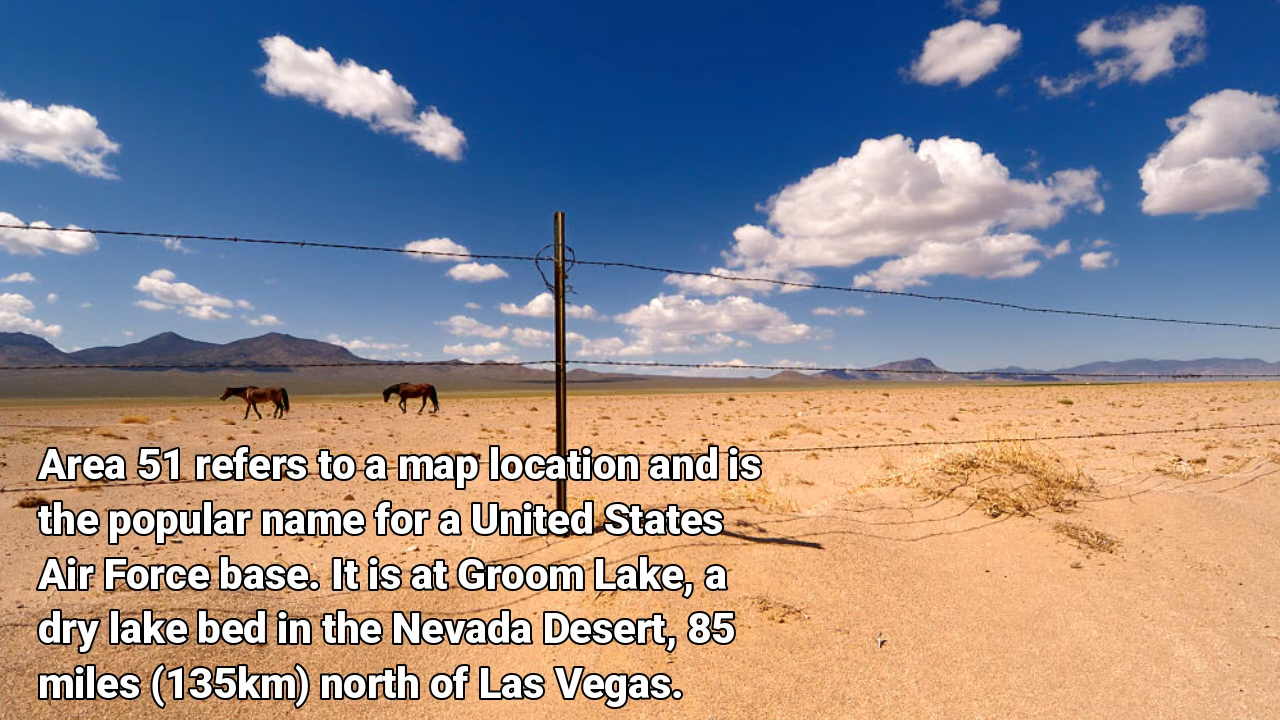 Area 51 refers to a map location and is
the popular name for a United States
Air Force base. It is at Groom Lake, a
dry lake bed in the Nevada Desert, 85
miles (135km) north of Las Vegas.